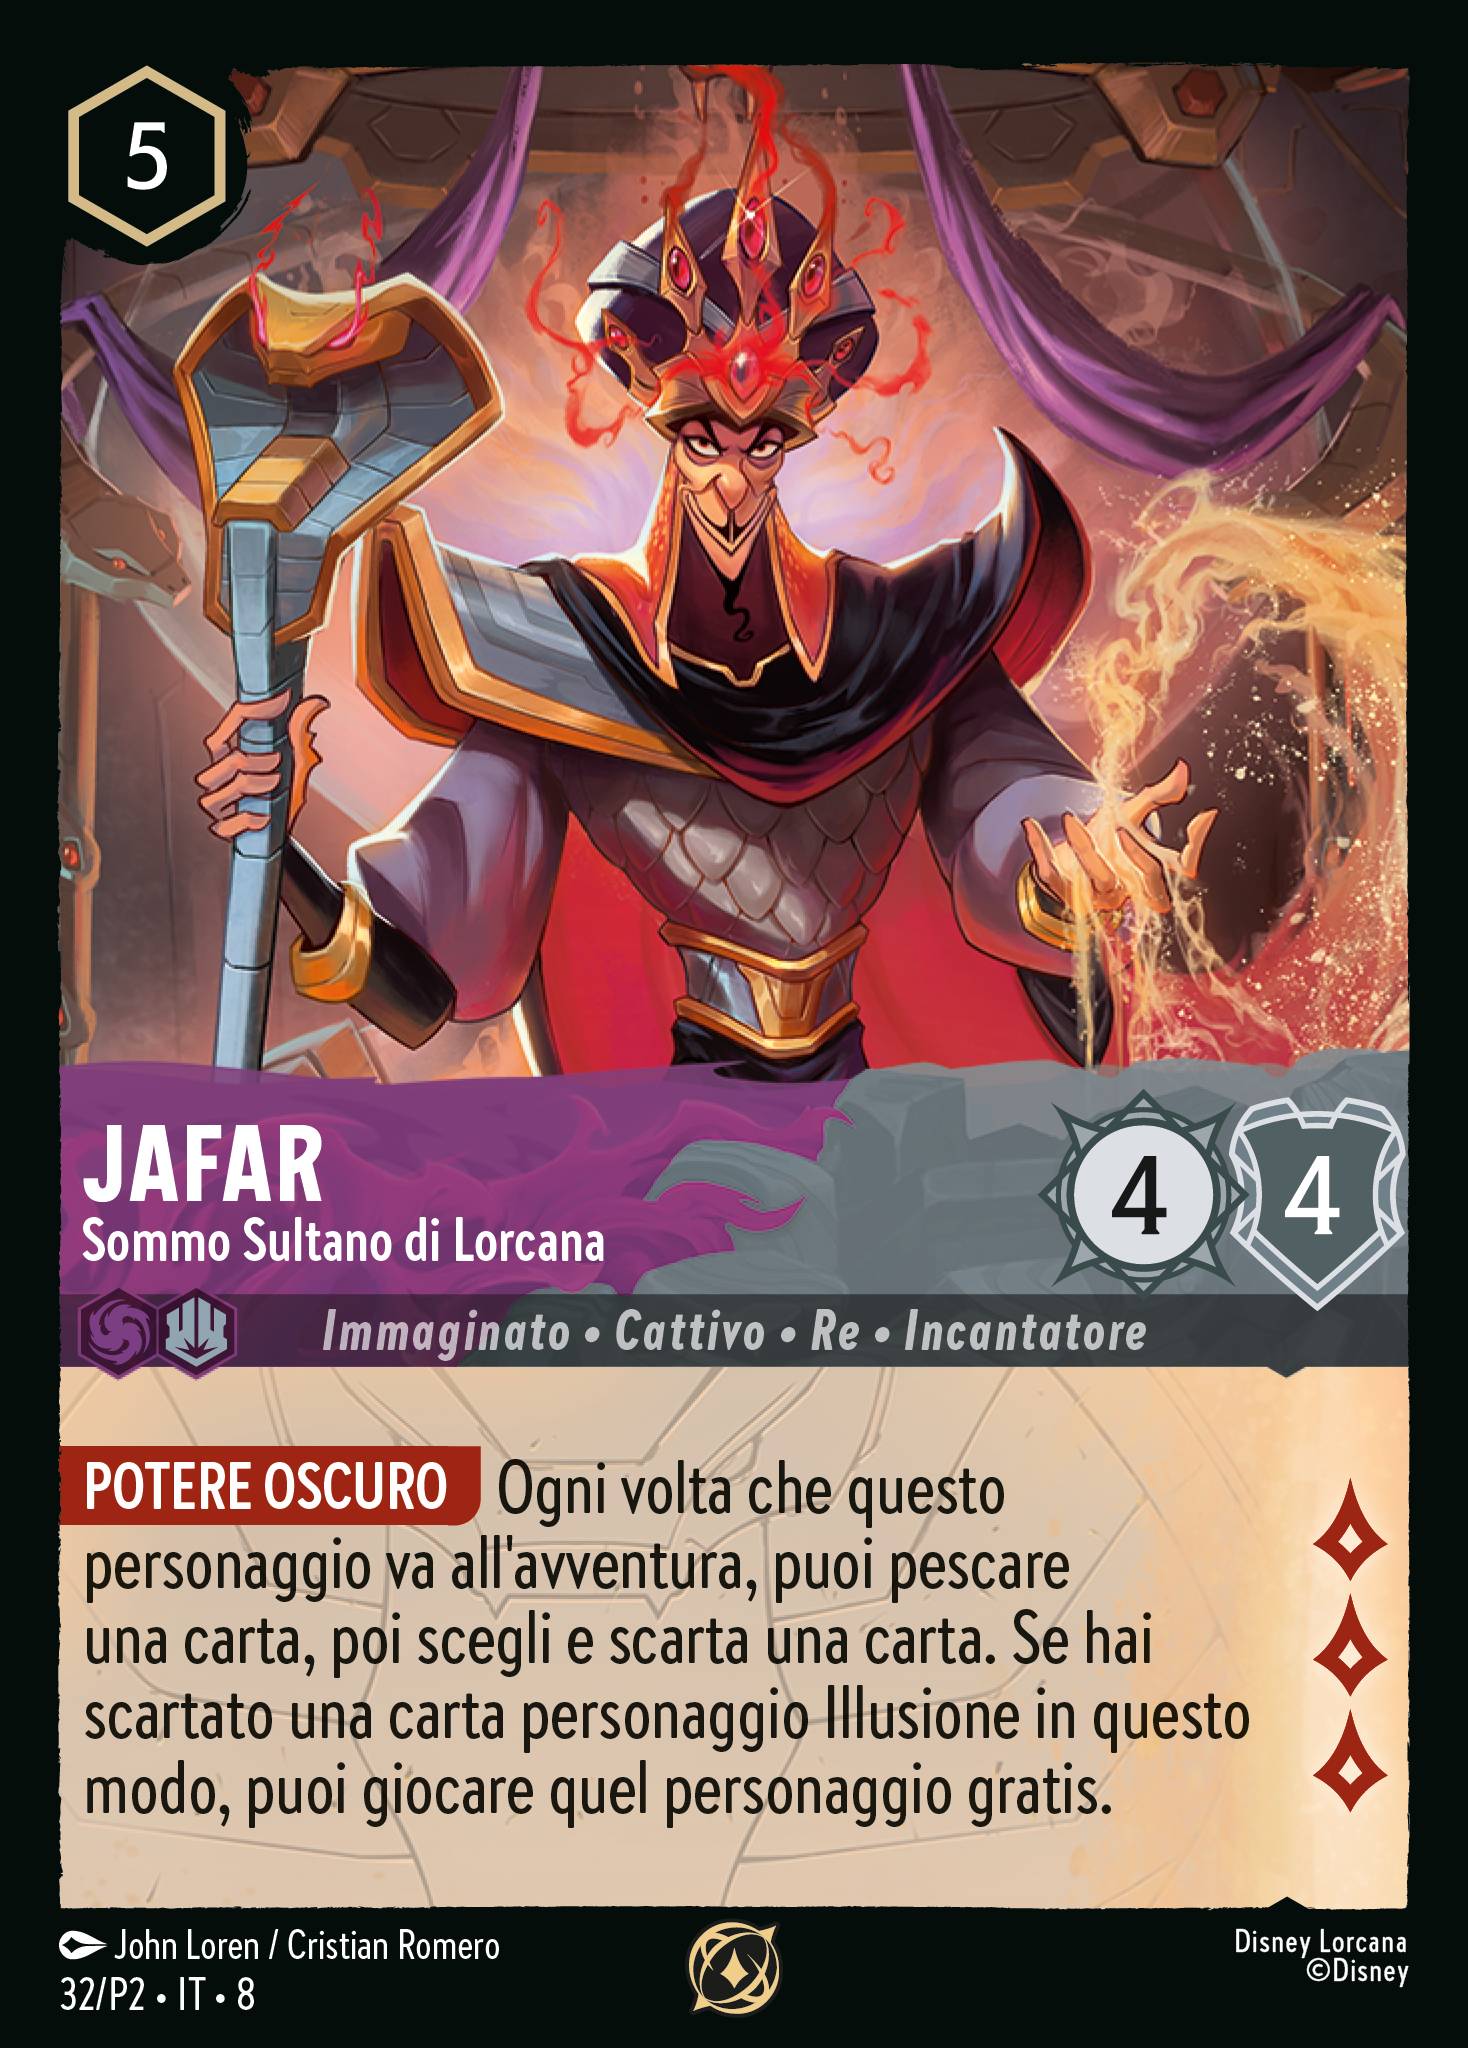 5
JAFAR
Sommo Sultano di Lorcana
4
4
Immaginato • Cattivo • Re • Incantatore
POTERE OSCURO Ogni volta che questo
personaggio va all'avventura, puoi pescare
una carta, poi scegli e scarta una carta. Se hai
scartato una carta personaggio Illusione in questo
modo, puoi giocare quel personaggio gratis.
John Loren / Cristian Romero
32/P2 • IT • 8
Disney Lorcana
©Disney